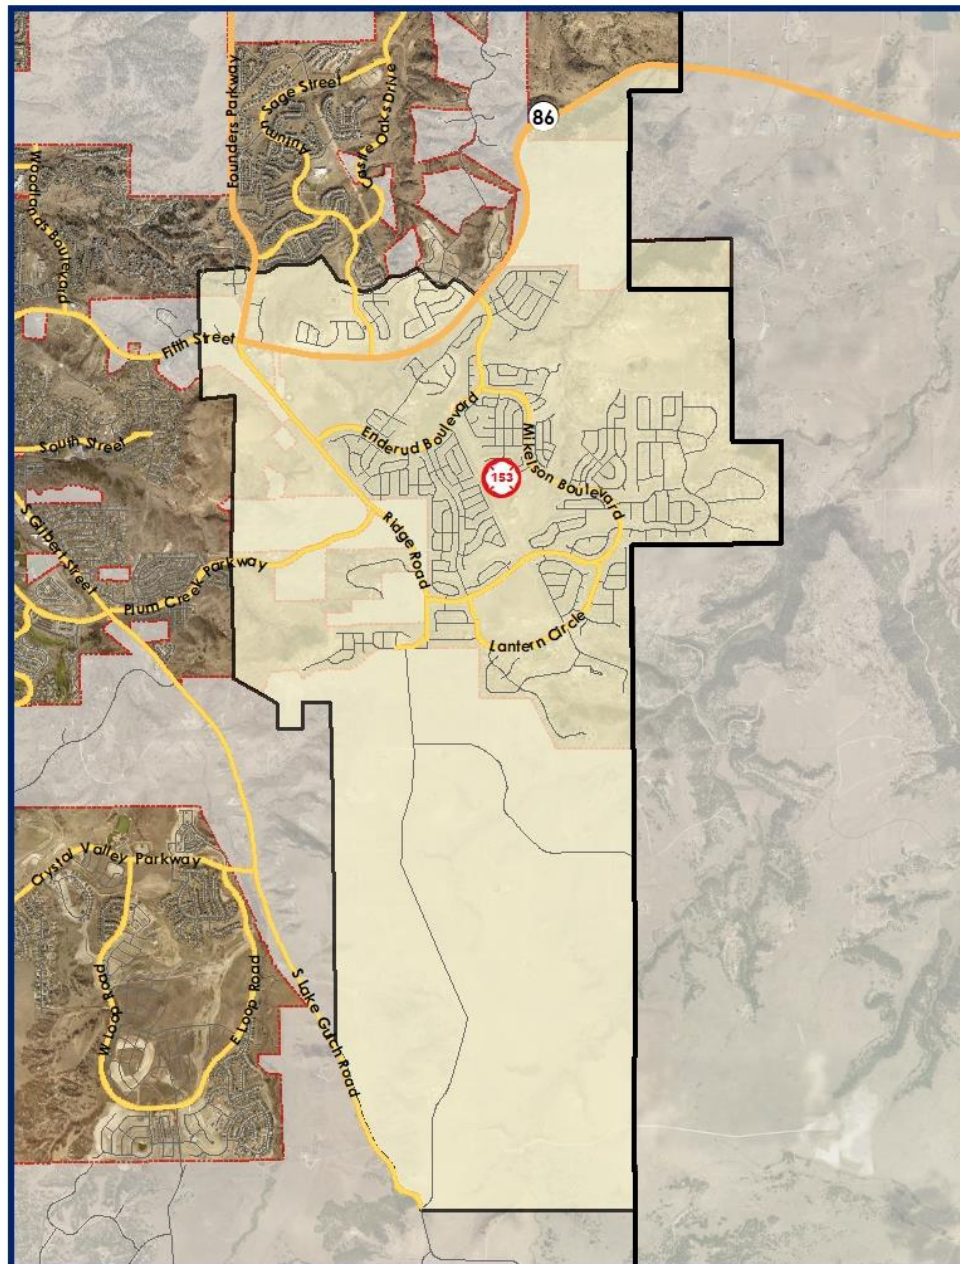 Founders Parkway
Sage Street
Autumn
Castle Oaks Drive
86
Woodlands Boulevard
Fifth Street
South Street
Enderud Boulevard
Mikelson Boulevard
153
S Gilbert Street
Ridge Road
Plum Creek Parkway
Lantern Circle
Crystal Valley Parkway
W Loop Road
E Loop Road
S Lake Gulch Road